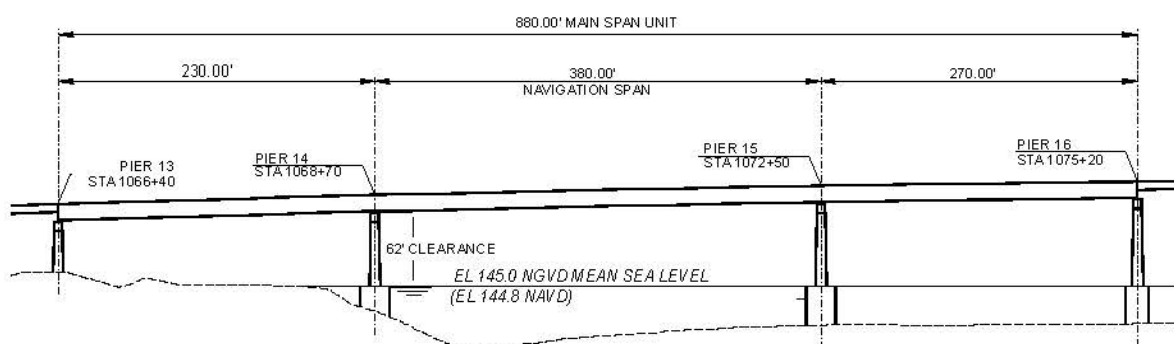 880.00' MAIN SPAN UNIT
230.00'
380.00'
270.00'
NAVIGATION SPAN
PIER 13
STA 1066+40
PIER 14
STA 1068+70
PIER 15
STA 1072+50
PIER 16
STA 1075+20
62' CLEARANCE
EL 145.0 NGVD MEAN SEA LEVEL
(EL 144.8 NAVD)